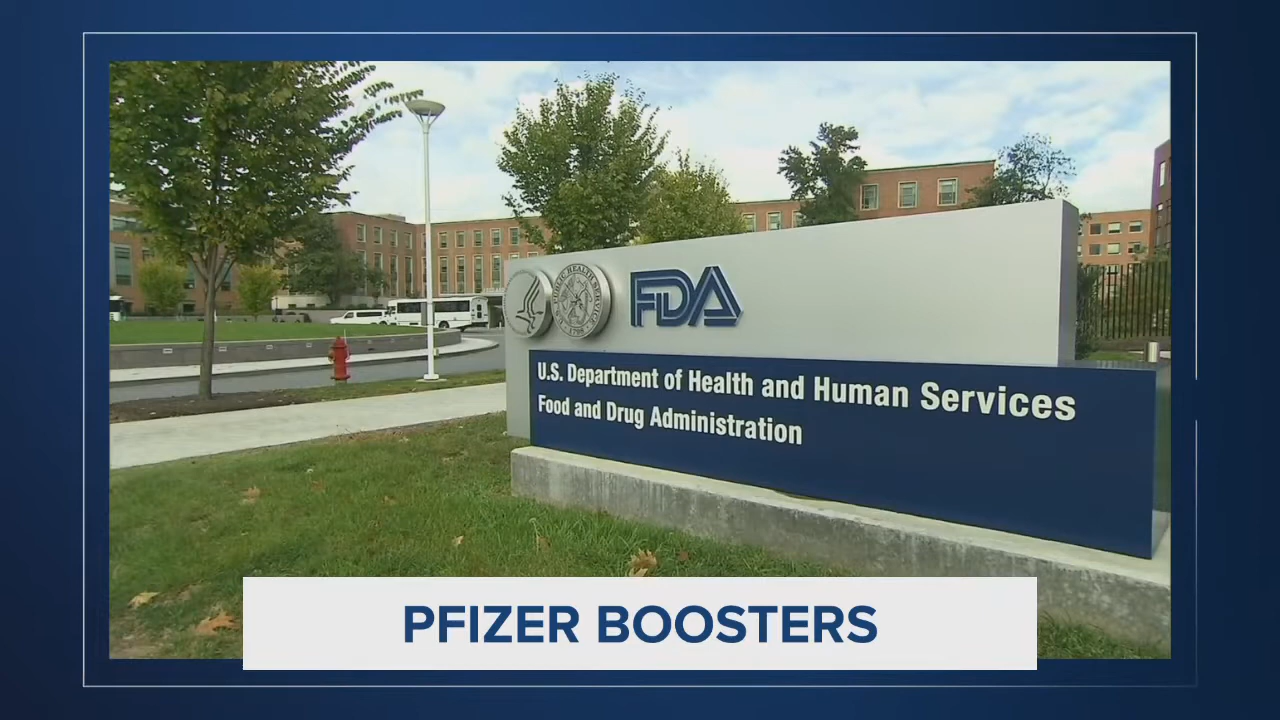 FDA
U.S. Department of Health and Human Services
Food and Drug Administration
PFIZER BOOSTERS